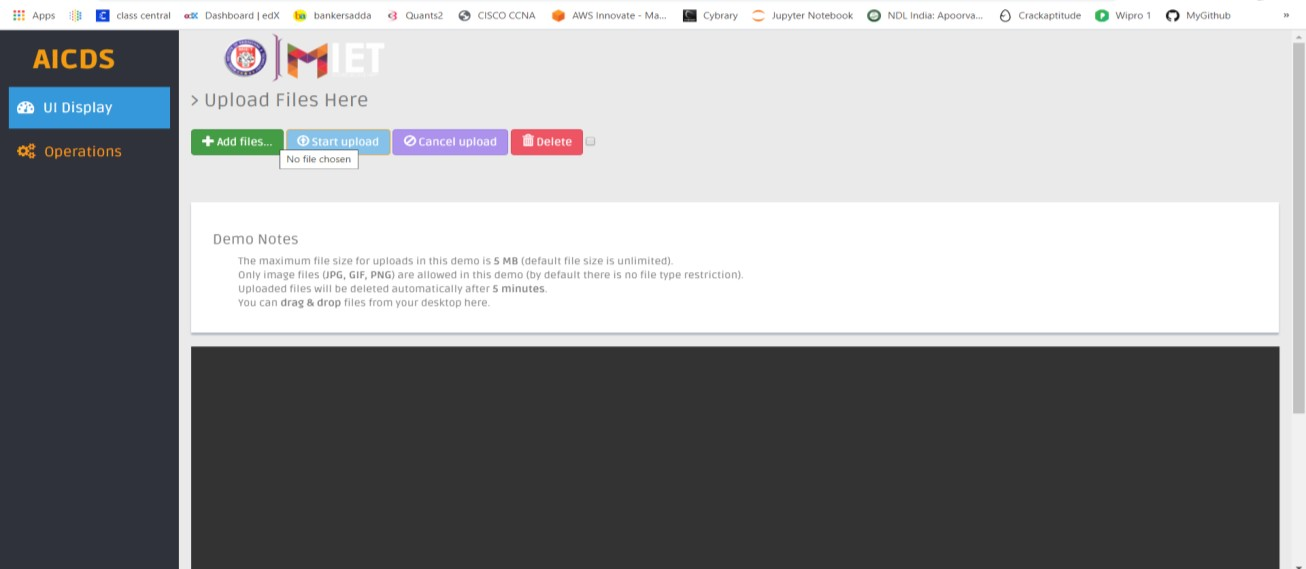 Apps class central Dashboard | edX bankersadda Quants2 CISCO CCNA AWS Innovate - Ma... Cybrary Jupyter Notebook NDL India: Apoorva... Crackaptitude Wipro 1 MyGithub »
AICDS
MIET
UI Display
> Upload Files Here
Operations
Add files... Start upload Cancel upload Delete
No file chosen
Demo Notes
The maximum file size for uploads in this demo is 5 MB (default file size is unlimited).
Only image files (JPG, GIF, PNG) are allowed in this demo (by default there is no file type restriction).
Uploaded files will be deleted automatically after 5 minutes.
You can drag & drop files from your desktop here.